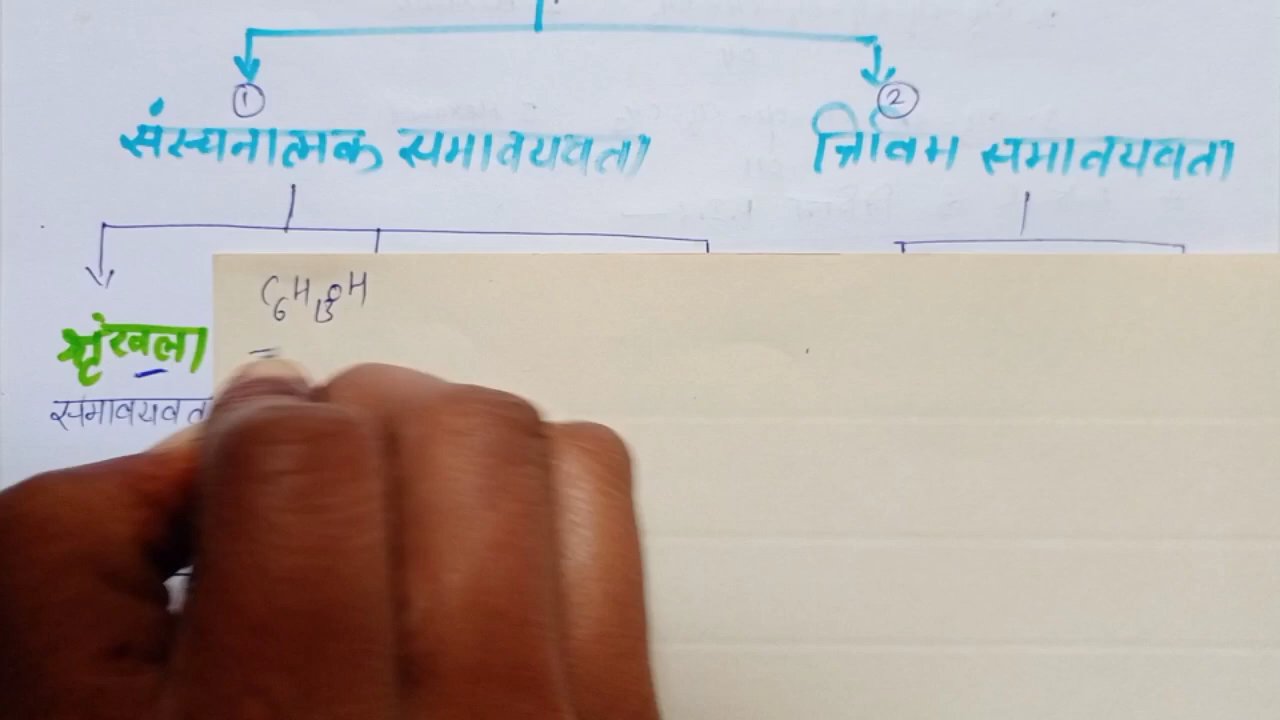 ① ②
संरचनात्मक समावयवता त्रिविम समावयवता
C₆H₁₃OH
श्रृंखला
समावयवता